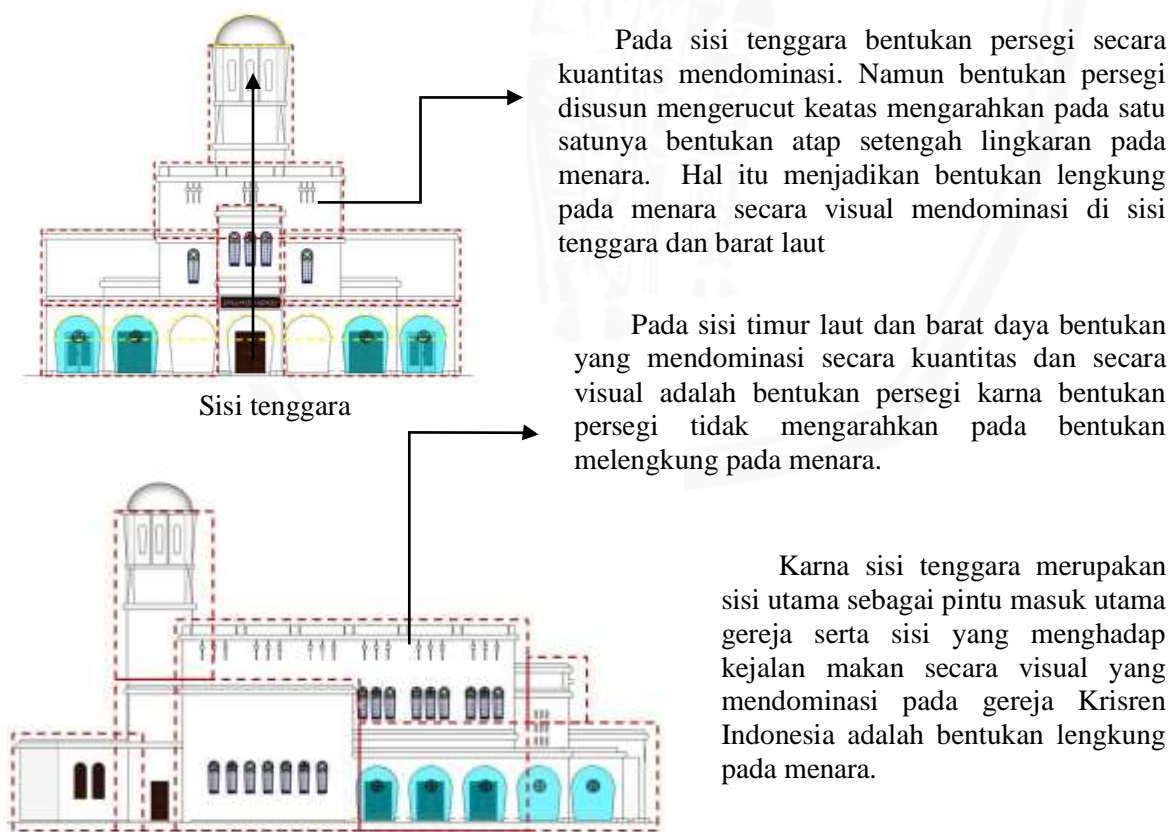 Pada sisi tenggara bentukan persegi secara
kuantitas mendominasi. Namun bentukan persegi
disusun mengerucut keatas mengarahkan pada satu
satunya bentukan atap setengah lingkaran pada
menara. Hal itu menjadikan bentukan lengkung
pada menara secara visual mendominasi di sisi
tenggara dan barat laut
Sisi tenggara
Pada sisi timur laut dan barat daya bentukan
yang mendominasi secara kuantitas dan secara
visual adalah bentukan persegi karna bentukan
persegi tidak mengarahkan pada bentukan
melengkung pada menara.
Karna sisi tenggara merupakan
sisi utama sebagai pintu masuk utama
gereja serta sisi yang menghadap
kejalan makan secara visual yang
mendominasi pada gereja Krisren
Indonesia adalah bentukan lengkung
pada menara.